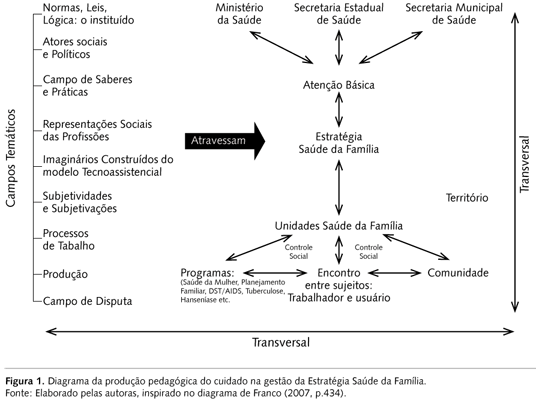 Campos Temáticos
Normas, Leis,
Lógica: o instituído
Atores sociais
e Políticos
Campo de Saberes
e Práticas
Representações Sociais
das Profissões
Imaginários Construídos do
modelo Tecnoassistencial
Subjetividades
e Subjetivações
Processos
de Tabalho
Produção
Campo de Disputa
Atravessam
Ministério
da Saúde
Secretaria Estadual
de Saúde
Secretaria Municipal
de Saúde
Atenção Básica
Estratégia
Saúde da Família
Território
Unidades Saúde da Família
Controle
Social
Controle
Social
Programas:
(Saúde da Mulher, Planejamento
Familiar, DST/AIDS, Tuberculose,
Hanseníase etc.
Encontro
entre sujeitos:
Trabalhador e usuário
Comunidade
Transversal
Transversal
Figura 1. Diagrama da produção pedagógica do cuidado na gestão da Estratégia Saúde da Família.
Fonte: Elaborado pelas autoras, inspirado no diagrama de Franco (2007, p.434).